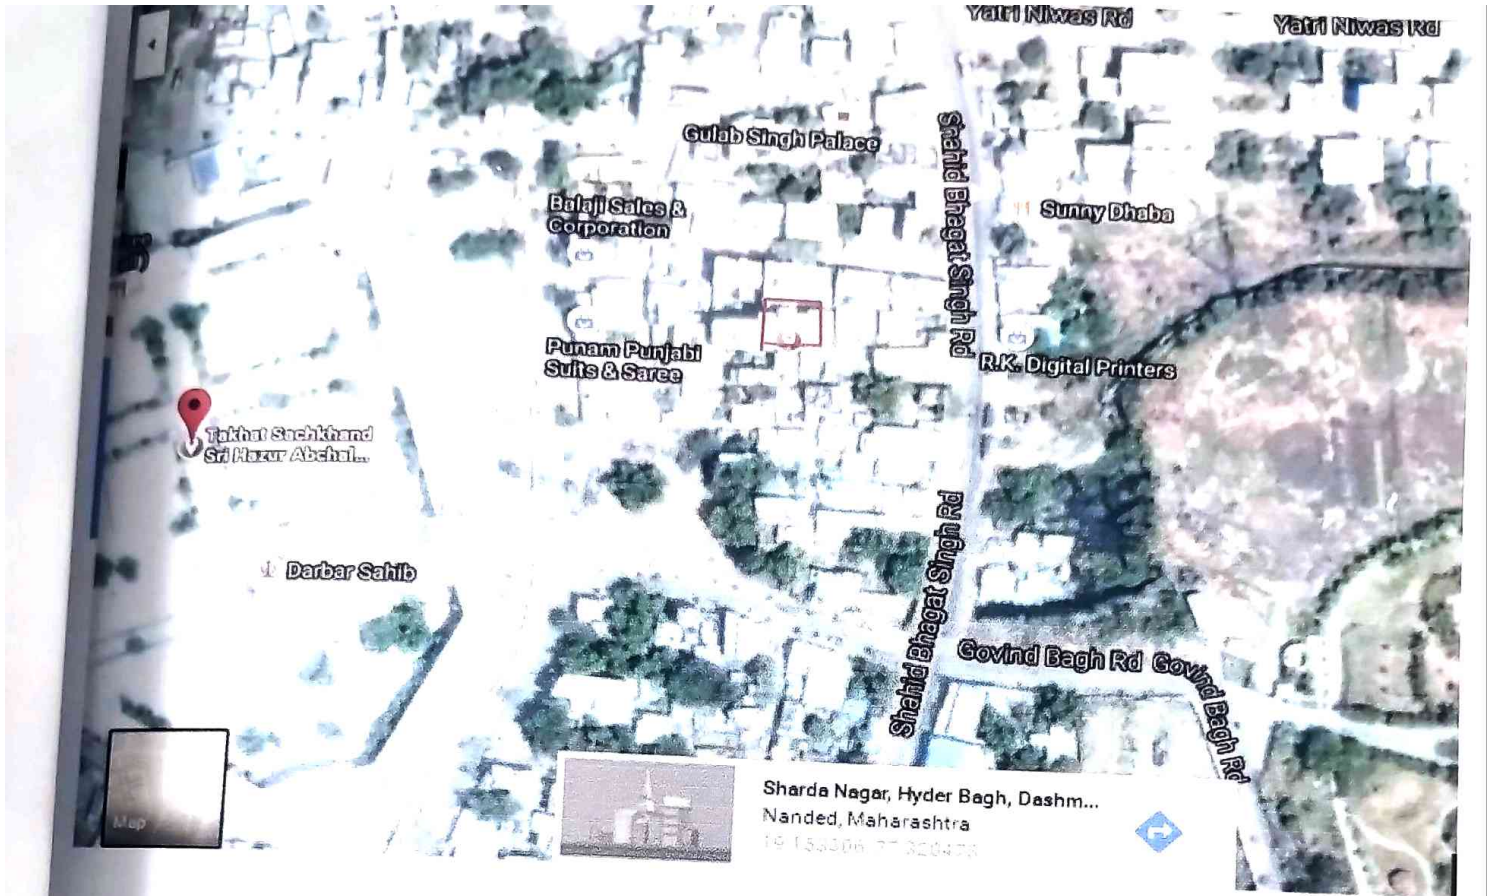 Yatri Niwas Rd
Yatri Niwas Rd
Gulab Singh Palace
Shahid Bhagat Singh Rd
Balaji Sales &
Corporation
Sunny Dhaba
Punam Punjabi
Suits & Saree
R.K. Digital Printers
Takhat Sachkhand
Sri Hazur Abchal...
Darbar Sahib
Shahid Bhagat Singh Rd
Govind Bagh Rd
Govind Bagh Rd
Map
Sharda Nagar, Hyder Bagh, Dashm...
Nanded, Maharashtra